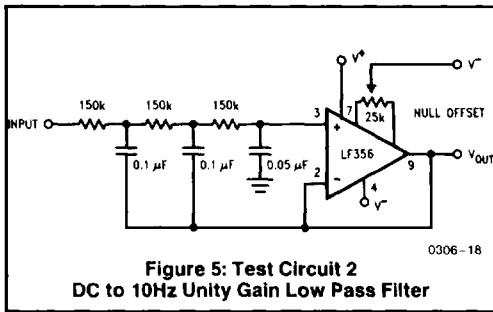 V+
V−
150k 150k 150k
INPUT
3
7
25k
NULL OFFSET
+
LF356
0.1 μF
0.1 μF
0.05 μF
2
−
4
V−
9
VOUT
0306-18
Figure 5: Test Circuit 2
DC to 10Hz Unity Gain Low Pass Filter